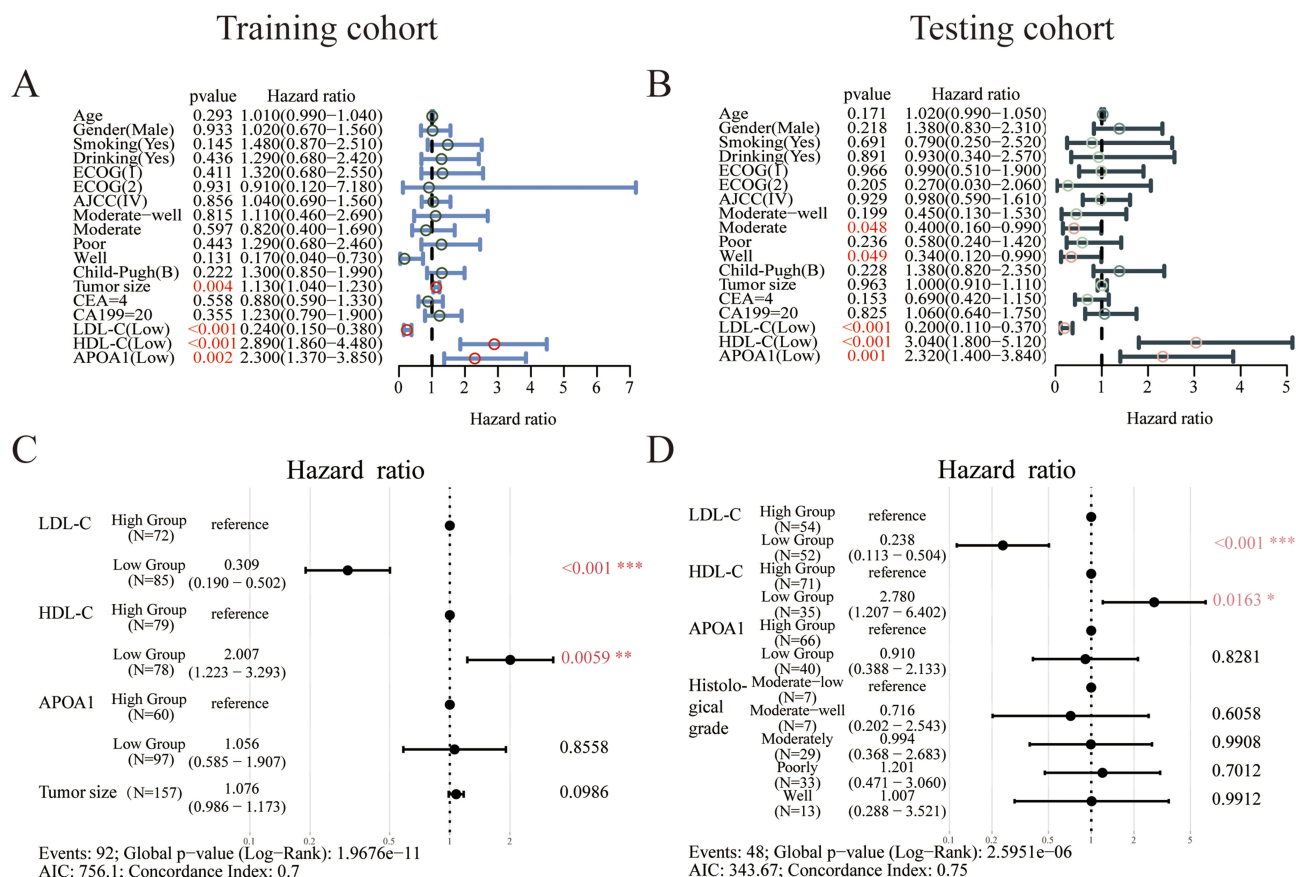 Training cohort
Testing cohort
A
pvalue Hazard ratio
Age 0.293 1.010(0.990−1.040)
Gender(Male) 0.933 1.020(0.670−1.560)
Smoking(Yes) 0.145 1.480(0.870−2.510)
Drinking(Yes) 0.436 1.290(0.680−2.420)
ECOG(1) 0.411 1.320(0.680−2.550)
ECOG(2) 0.931 0.910(0.120−7.180)
AJCC(IV) 0.856 1.040(0.690−1.560)
Moderate−well 0.815 1.110(0.460−2.690)
Moderate 0.597 0.820(0.400−1.690)
Poor 0.443 1.290(0.680−2.460)
Well 0.131 0.170(0.040−0.730)
Child-Pugh(B) 0.222 1.300(0.850−1.990)
Tumor size 0.004 1.130(1.040−1.230)
CEA=4 0.558 0.880(0.590−1.330)
CA199=20 0.355 1.230(0.790−1.900)
LDL-C(Low) <0.001 0.240(0.150−0.380)
HDL-C(Low) <0.001 2.890(1.860−4.480)
APOA1(Low) 0.002 2.300(1.370−3.850)
0 1 2 3 4 5 6 7
Hazard ratio
B
pvalue Hazard ratio
Age 0.171 1.020(0.990−1.050)
Gender(Male) 0.218 1.380(0.830−2.310)
Smoking(Yes) 0.691 0.790(0.250−2.520)
Drinking(Yes) 0.891 0.930(0.340−2.570)
ECOG(1) 0.966 0.990(0.510−1.900)
ECOG(2) 0.205 0.270(0.030−2.060)
AJCC(IV) 0.929 0.980(0.590−1.610)
Moderate−well 0.199 0.450(0.130−1.530)
Moderate 0.048 0.400(0.160−0.990)
Poor 0.236 0.580(0.240−1.420)
Well 0.049 0.340(0.120−0.990)
Child-Pugh(B) 0.228 1.380(0.820−2.350)
Tumor size 0.963 1.000(0.910−1.110)
CEA=4 0.153 0.690(0.420−1.150)
CA199=20 0.825 1.060(0.640−1.750)
LDL-C(Low) <0.001 0.200(0.110−0.370)
HDL-C(Low) <0.001 3.040(1.800−5.120)
APOA1(Low) 0.001 2.320(1.400−3.840)
0 1 2 3 4 5
Hazard ratio
C
Hazard ratio
LDL-C High Group reference
(N=72)
Low Group 0.309 <0.001 ***
(N=85) (0.190 − 0.502)
HDL-C High Group reference
(N=79)
Low Group 2.007 0.0059 **
(N=78) (1.223 − 3.293)
APOA1 High Group reference
(N=60)
Low Group 1.056 0.8558
(N=97) (0.585 − 1.907)
Tumor size (N=157) 1.076 0.0986
(0.986 − 1.173)
0.1 0.2 0.5 1 2
Events: 92; Global p−value (Log−Rank): 1.9676e−11
AIC: 756.1; Concordance Index: 0.7
D
Hazard ratio
LDL-C High Group reference
(N=54)
Low Group 0.238 <0.001 ***
(N=52) (0.113 − 0.504)
HDL-C High Group reference
(N=71)
Low Group 2.780 0.0163 *
(N=35) (1.207 − 6.402)
APOA1 High Group reference
(N=66)
Low Group 0.910 0.8281
(N=40) (0.388 − 2.133)
Histolo- Moderate−low reference
gical (N=7)
grade Moderate−well 0.716 0.6058
(N=7) (0.202 − 2.543)
Moderately 0.994 0.9908
(N=29) (0.368 − 2.683)
Poorly 1.201 0.7012
(N=33) (0.471 − 3.060)
Well 1.007 0.9912
(N=13) (0.288 − 3.521)
0.1 0.2 0.5 1 2 5
Events: 48; Global p−value (Log−Rank): 2.5951e−06
AIC: 343.67; Concordance Index: 0.75